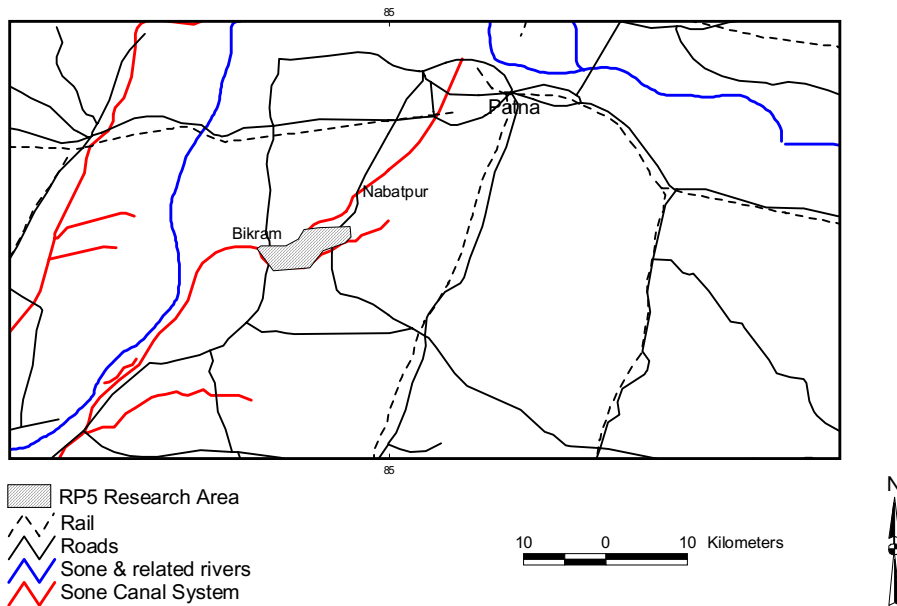 85
Patna
Nabatpur
Bikram
85
RP5 Research Area
Rail
Roads
Sone & related rivers
Sone Canal System
10 0 10 Kilometers
N